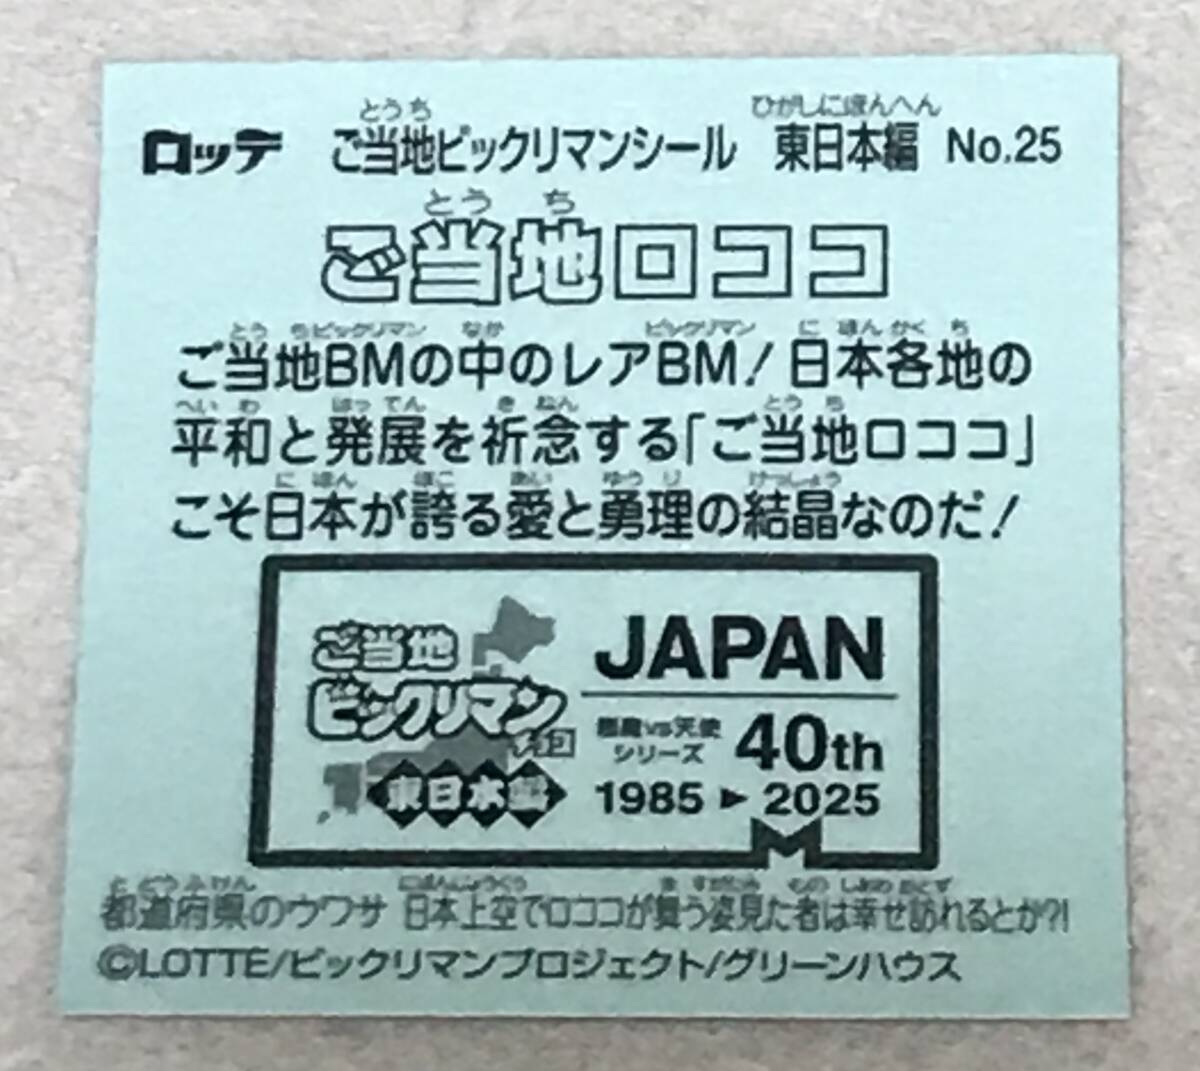 ロッテ ご当地ビックリマンシール 東日本編 No.25
ご当地ロココ
ご当地BMの中のレアBM! 日本各地の
平和と発展を祈念する「ご当地ロココ」
こそ日本が誇る愛と勇理の結晶なのだ!
ご当地
ビックリマン
チョコ
東日本編
JAPAN
悪魔vs天使
シリーズ 40th
1985 ▶ 2025
都道府県のウワサ 日本上空でロココが舞う姿見た者は幸せ訪れるとか?!
©LOTTE/ビックリマンプロジェクト/グリーンハウス